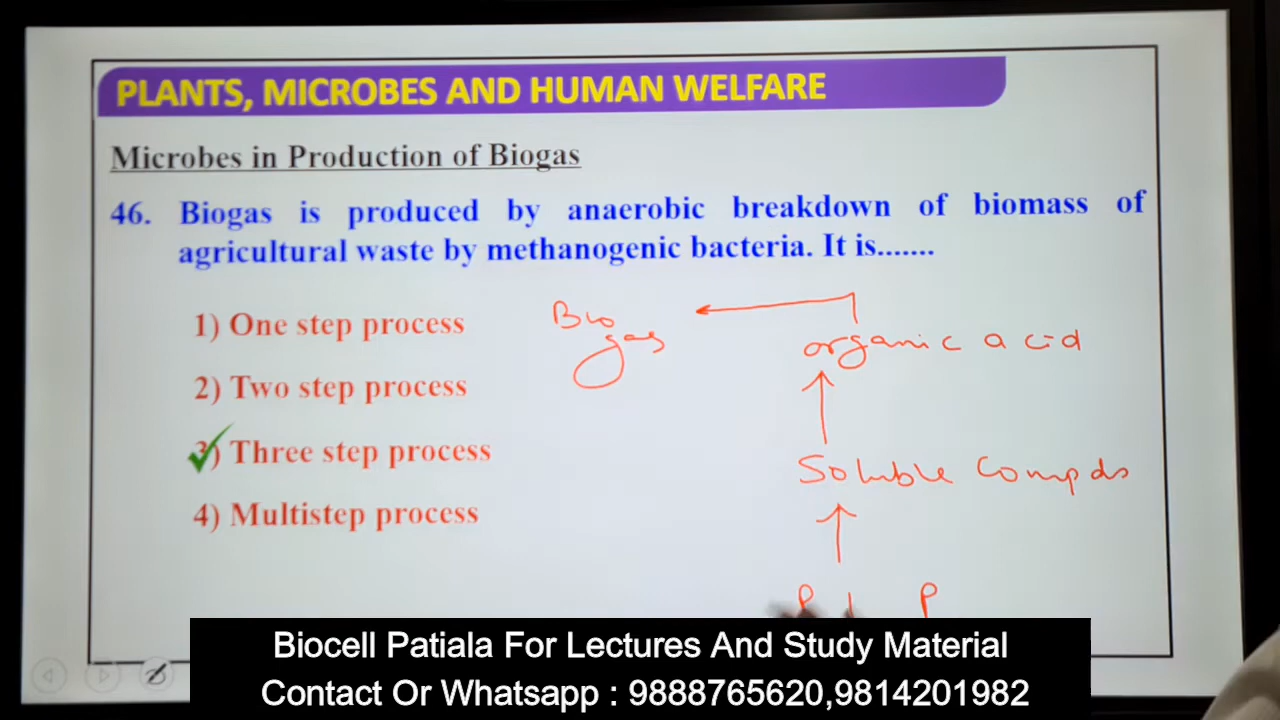 PLANTS, MICROBES AND HUMAN WELFARE
Microbes in Production of Biogas
46. Biogas is produced by anaerobic breakdown of biomass of
agricultural waste by methanogenic bacteria. It is.......
1) One step process
2) Two step process
3) Three step process
4) Multistep process
Bio
gas
organic acid
Soluble Compds
Biocell Patiala For Lectures And Study Material
Contact Or Whatsapp : 9888765620,9814201982